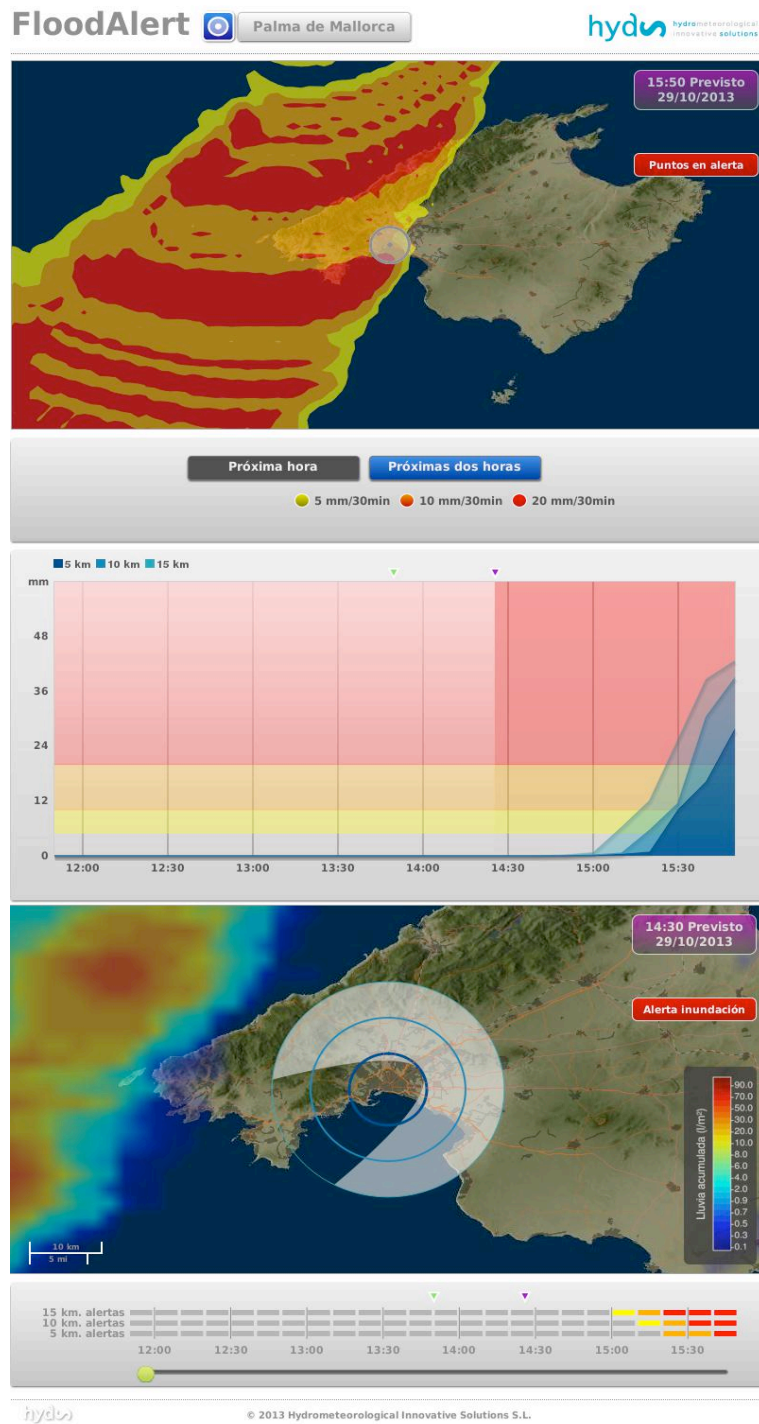 FloodAlert
Palma de Mallorca
hyds
hydrometeorological
innovative solutions
15:50 Previsto
29/10/2013
Puntos en alerta
Próxima hora
Próximas dos horas
5 mm/30min 10 mm/30min 20 mm/30min
5 km 10 km 15 km
mm
48
36
24
12
0
12:00 12:30 13:00 13:30 14:00 14:30 15:00 15:30
14:30 Previsto
29/10/2013
Alerta inundación
Lluvia acumulada (l/m²)
90.0
70.0
50.0
30.0
20.0
10.0
8.0
6.0
4.0
2.0
0.9
0.7
0.5
0.3
0.1
10 km
5 mi
15 km. alertas
10 km. alertas
5 km. alertas
12:00 12:30 13:00 13:30 14:00 14:30 15:00 15:30
hyds
© 2013 Hydrometeorological Innovative Solutions S.L.